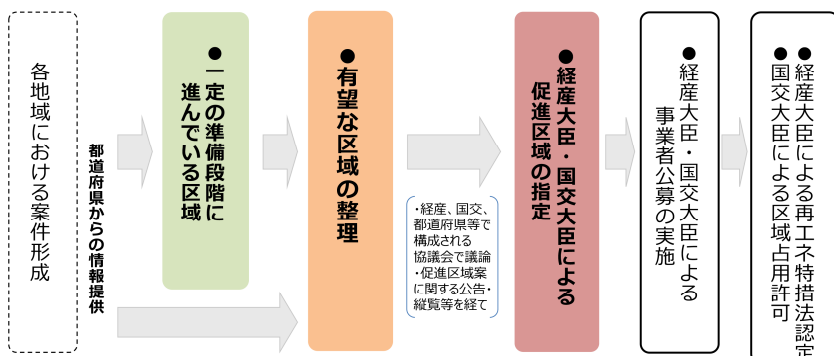 各地域における案件形成
都道府県からの情報提供
●一定の準備段階に
進んでいる区域
●有望な区域の整理
・経産、国交、
都道府県等で
構成される
協議会で議論
・促進区域案
に関する公告・
縦覧等を経て
●経産大臣・国交大臣による
促進区域の指定
●経産大臣・国交大臣による
事業者公募の実施
●経産大臣による再エネ特措法認定
●国交大臣による区域占用許可